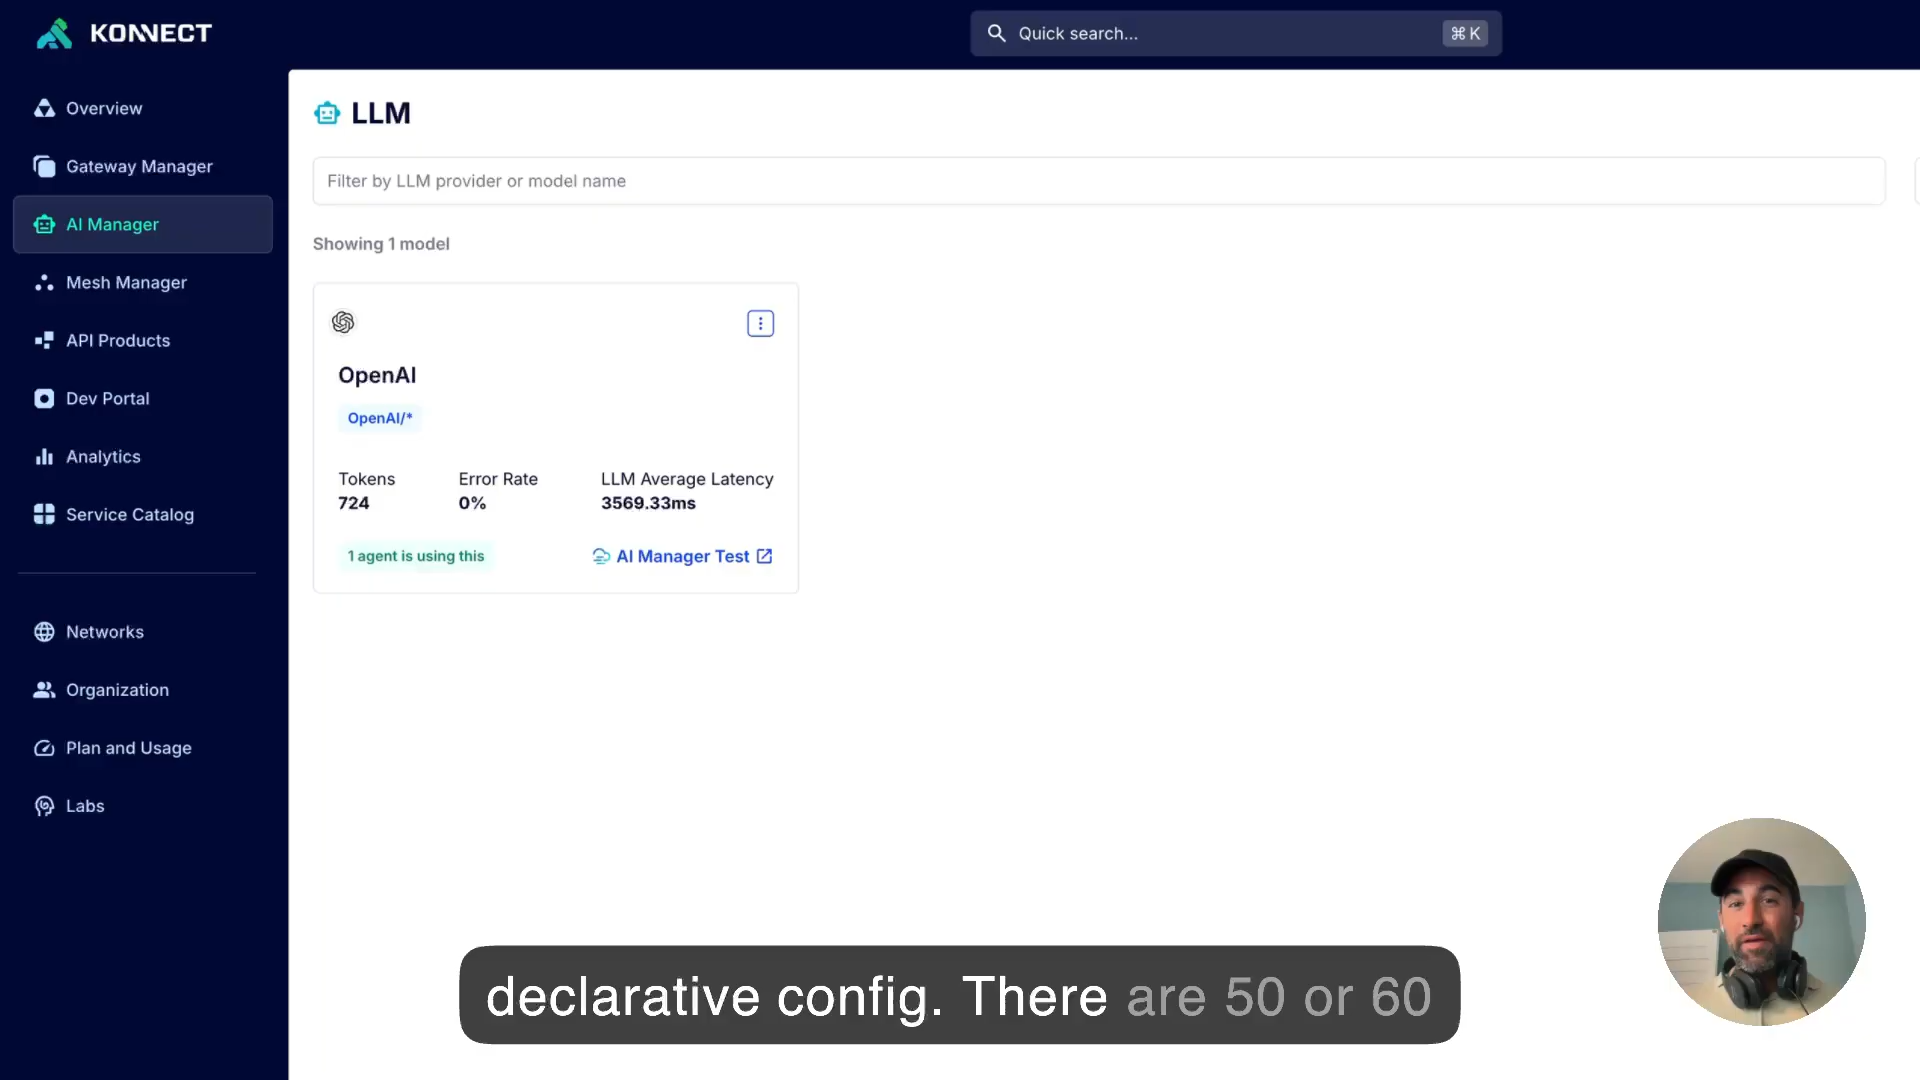 KONNECT
Quick search...
⌘ K
Overview
Gateway Manager
AI Manager
Mesh Manager
API Products
Dev Portal
Analytics
Service Catalog
Networks
Organization
Plan and Usage
Labs
LLM
Filter by LLM provider or model name
Showing 1 model
OpenAI
OpenAI/*
Tokens Error Rate LLM Average Latency
724 0% 3569.33ms
1 agent is using this AI Manager Test
declarative config. There are 50 or 60